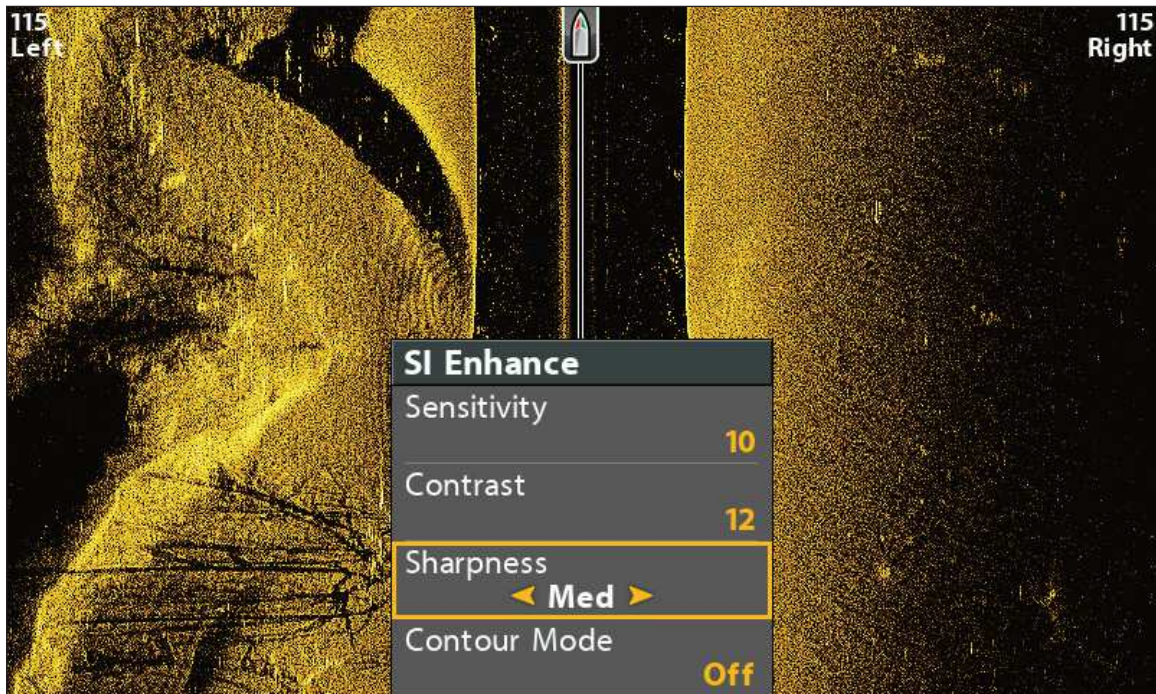 115
Left
115
Right
SI Enhance
Sensitivity
10
Contrast
12
Sharpness
Med
Contour Mode
Off